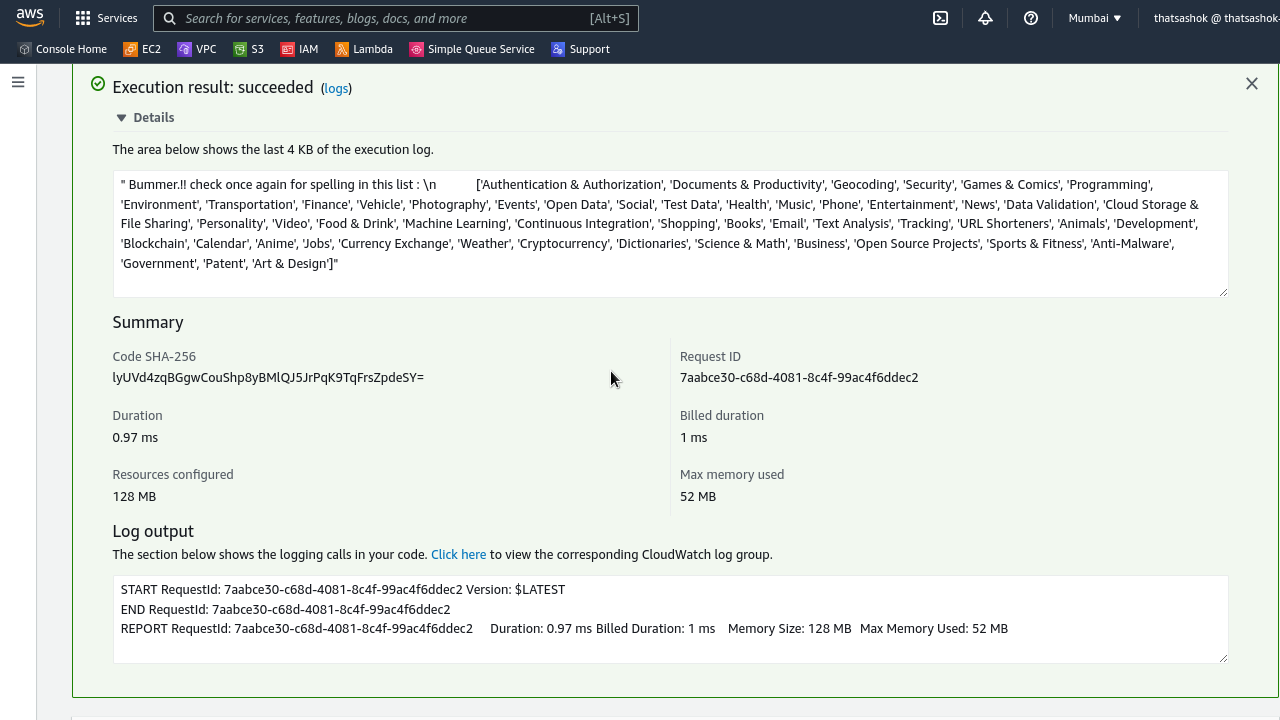 aws Services Search for services, features, blogs, docs, and more [Alt+S] Mumbai thatsashok @ thatsashok-
Console Home EC2 VPC S3 IAM Lambda Simple Queue Service Support
Execution result: succeeded (logs)
Details
The area below shows the last 4 KB of the execution log.
" Bummer.!! check once again for spelling in this list : \n ['Authentication & Authorization', 'Documents & Productivity', 'Geocoding', 'Security', 'Games & Comics', 'Programming',
'Environment', 'Transportation', 'Finance', 'Vehicle', 'Photography', 'Events', 'Open Data', 'Social', 'Test Data', 'Health', 'Music', 'Phone', 'Entertainment', 'News', 'Data Validation', 'Cloud Storage &
File Sharing', 'Personality', 'Video', 'Food & Drink', 'Machine Learning', 'Continuous Integration', 'Shopping', 'Books', 'Email', 'Text Analysis', 'Tracking', 'URL Shorteners', 'Animals', 'Development',
'Blockchain', 'Calendar', 'Anime', 'Jobs', 'Currency Exchange', 'Weather', 'Cryptocurrency', 'Dictionaries', 'Science & Math', 'Business', 'Open Source Projects', 'Sports & Fitness', 'Anti-Malware',
'Government', 'Patent', 'Art & Design']"
Summary
Code SHA-256
lyUVd4zqBGgwCouShp8yBMlQJ5JrPqK9TqFrsZpdeSY=
Request ID
7aabce30-c68d-4081-8c4f-99ac4f6ddec2
Duration
0.97 ms
Billed duration
1 ms
Resources configured
128 MB
Max memory used
52 MB
Log output
The section below shows the logging calls in your code. Click here to view the corresponding CloudWatch log group.
START RequestId: 7aabce30-c68d-4081-8c4f-99ac4f6ddec2 Version: $LATEST
END RequestId: 7aabce30-c68d-4081-8c4f-99ac4f6ddec2
REPORT RequestId: 7aabce30-c68d-4081-8c4f-99ac4f6ddec2 Duration: 0.97 ms Billed Duration: 1 ms Memory Size: 128 MB Max Memory Used: 52 MB